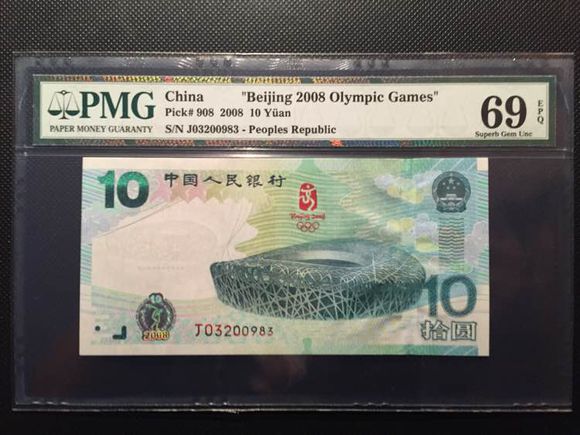 PMG
PAPER MONEY GUARANTY
China "Beijing 2008 Olympic Games"
Pick# 908 2008 10 Yüan
S/N J03200983 - Peoples Republic
69
EPQ
Superb Gem Unc
10
中国人民银行
Beijing 2008
10
2008
J03200983
10
拾圆